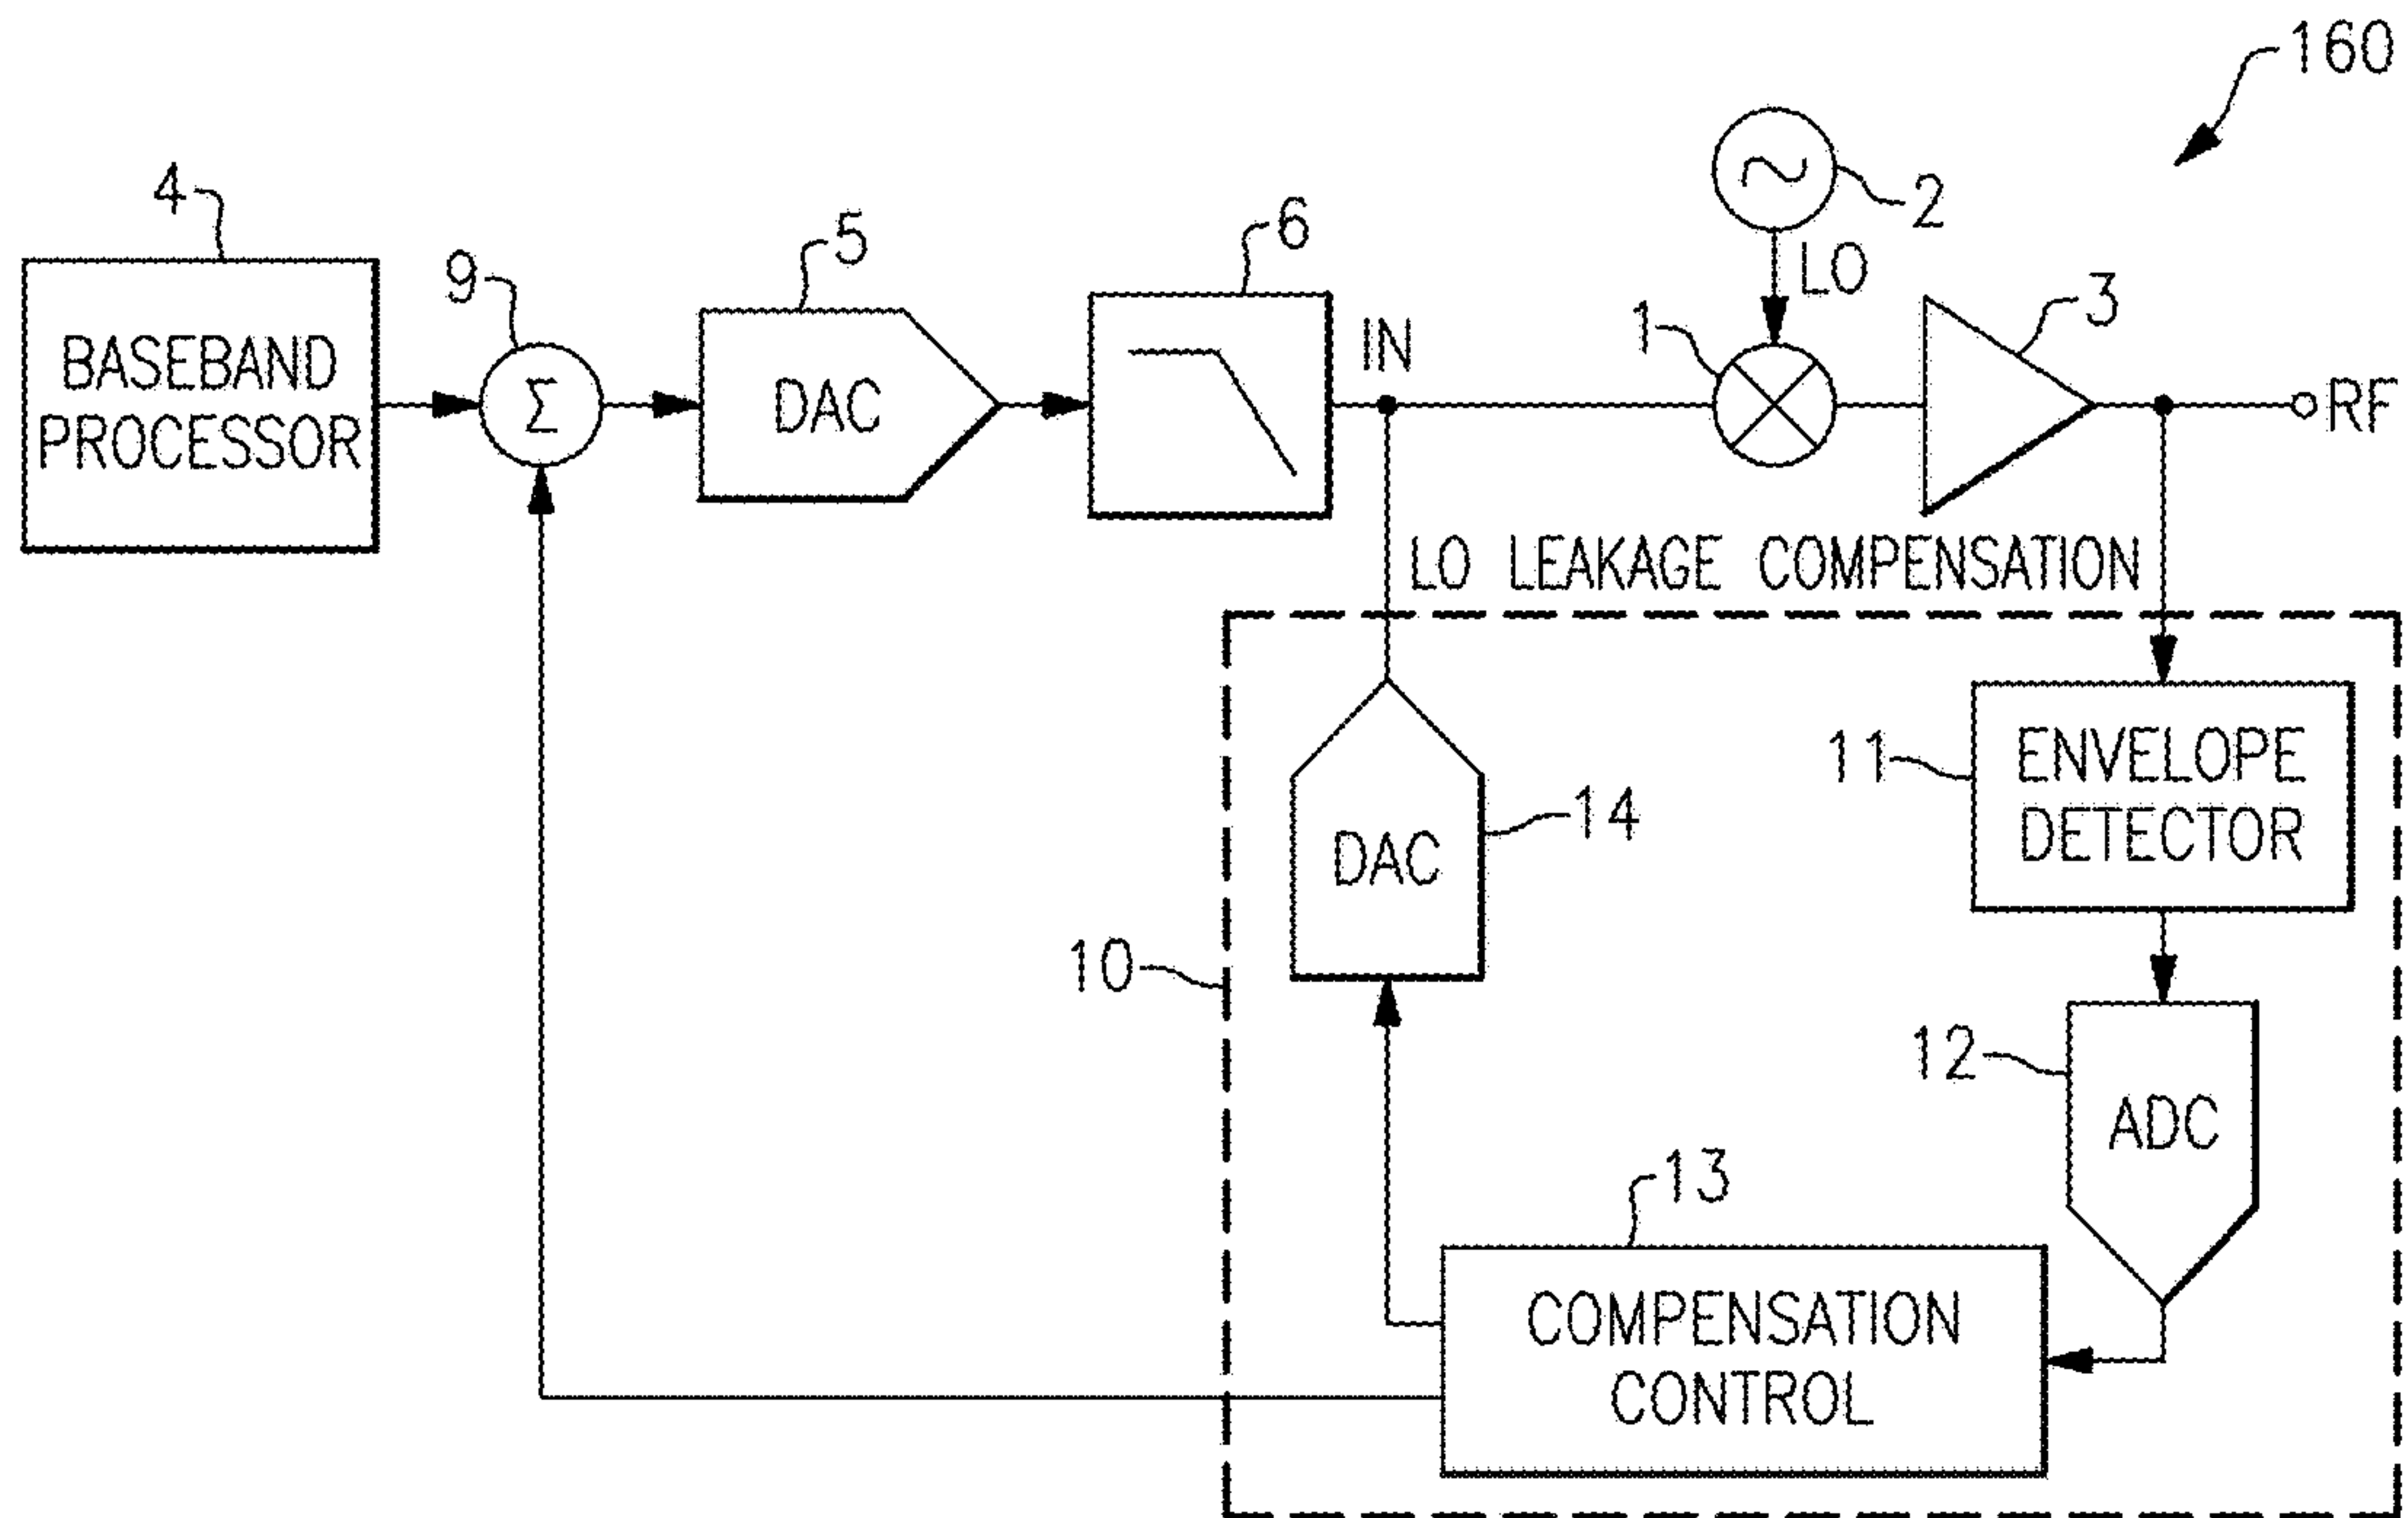 160
4
9
5
6
2
LO
1
3
IN
BASEBAND
PROCESSOR
Σ
DAC
RF
LO LEAKAGE COMPENSATION
11
ENVELOPE
DETECTOR
14
DAC
10
12
ADC
13
COMPENSATION
CONTROL